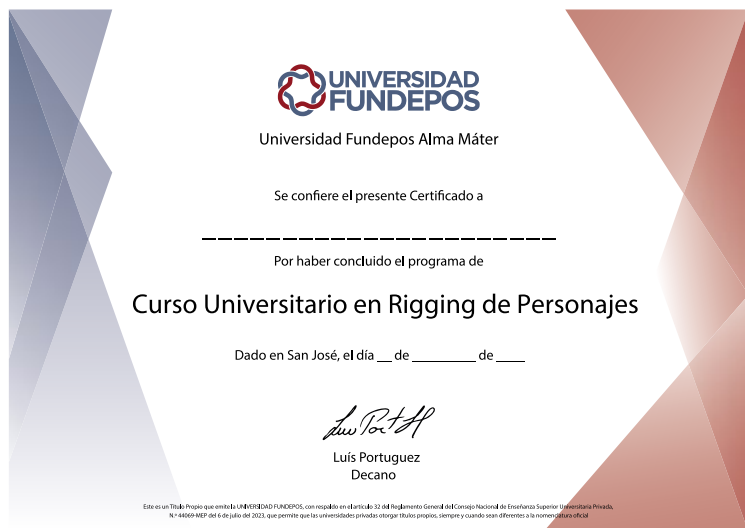 UNIVERSIDAD
FUNDEPOS
Universidad Fundepos Alma Máter
Se confiere el presente Certificado a
Por haber concluido el programa de
Curso Universitario en Rigging de Personajes
Dado en San José, el día __ de ________ de ____
Luís Portuguez
Decano
Este es un Título Propio que emite la UNIVERSIDAD FUNDEPOS, con respaldo en el artículo 32 del Reglamento General del Consejo Nacional de Enseñanza Superior Universitaria Privada,
N.º 44069-MEP del 6 de julio del 2023, que permite que las universidades privadas otorgar títulos propios, siempre y cuando sean diferentes a la nomenclatura oficial